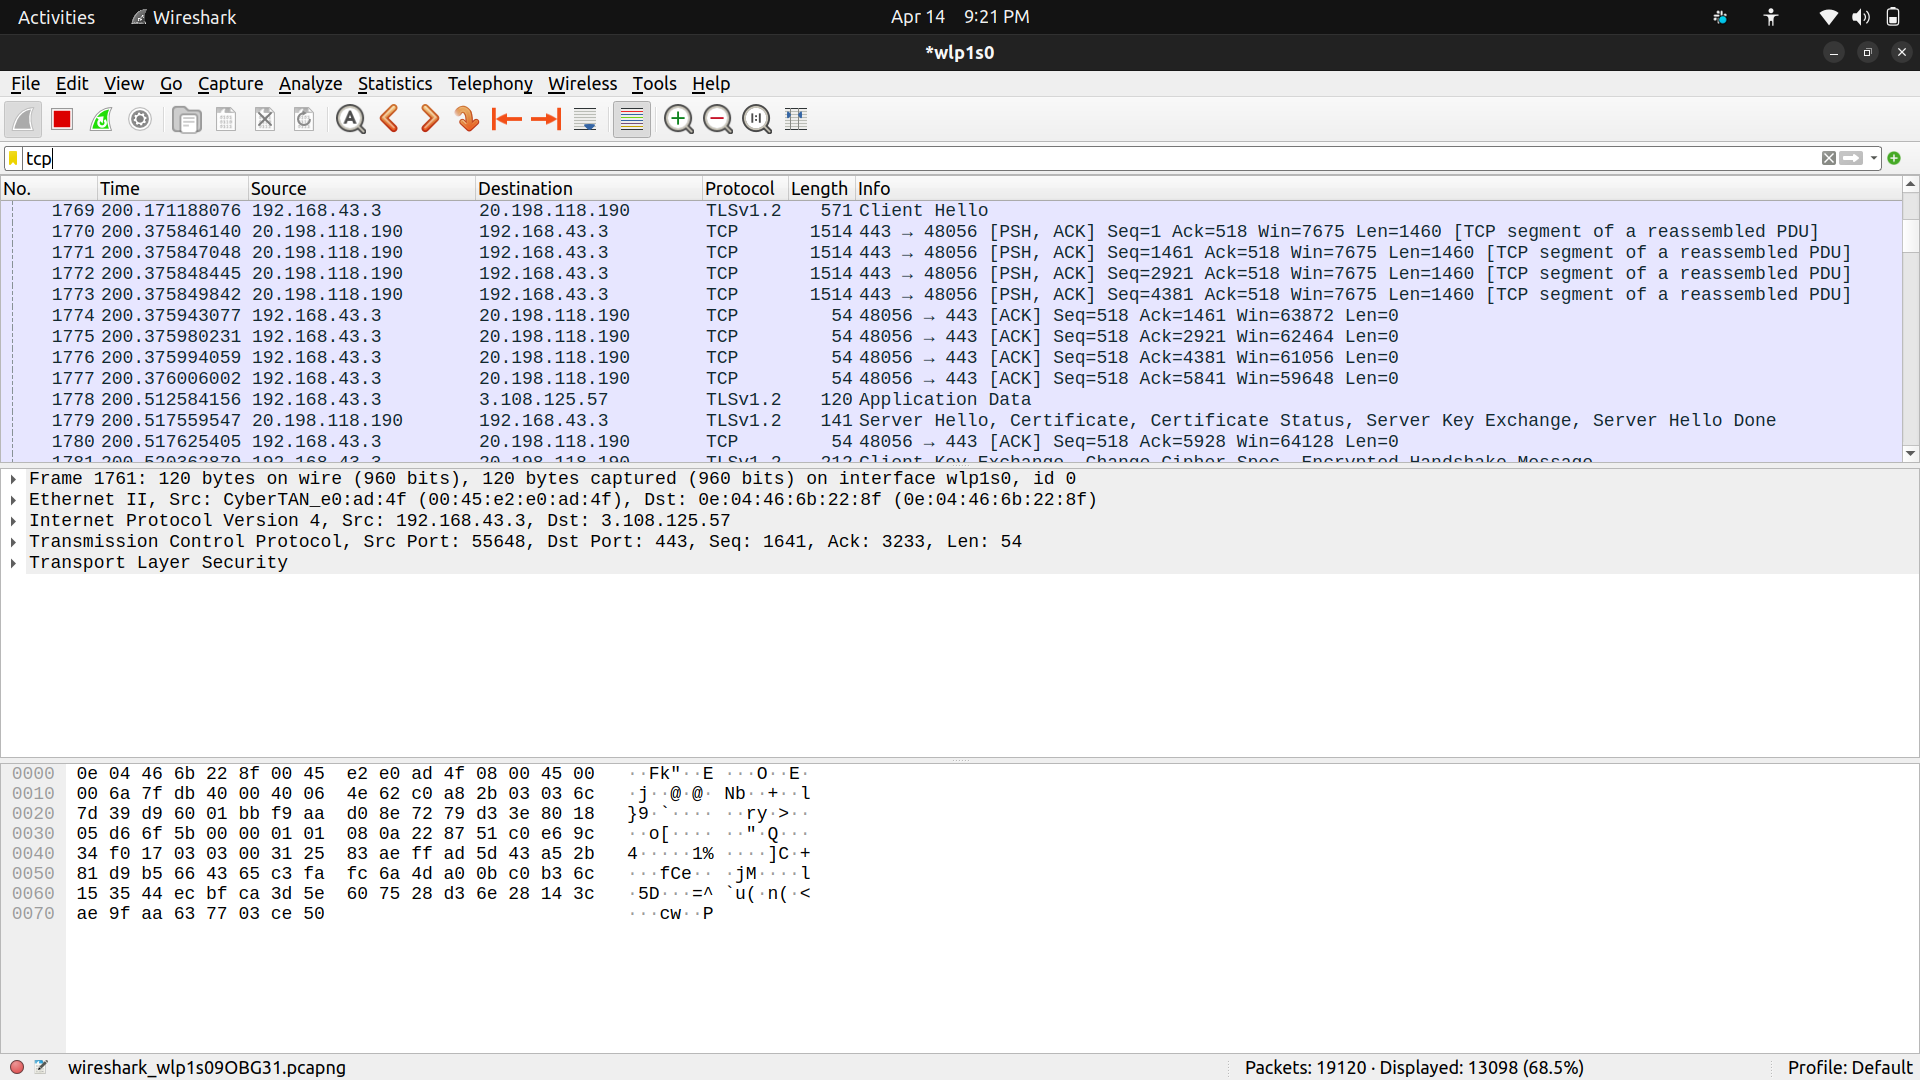 Activities Wireshark Apr 14 9:21 PM
*wlp1s0
File Edit View Go Capture Analyze Statistics Telephony Wireless Tools Help
tcp
No. Time Source Destination Protocol Length Info
1769 200.171188076 192.168.43.3 20.198.118.190 TLSv1.2 571 Client Hello
1770 200.375846140 20.198.118.190 192.168.43.3 TCP 1514 443 → 48056 [PSH, ACK] Seq=1 Ack=518 Win=7675 Len=1460 [TCP segment of a reassembled PDU]
1771 200.375847048 20.198.118.190 192.168.43.3 TCP 1514 443 → 48056 [PSH, ACK] Seq=1461 Ack=518 Win=7675 Len=1460 [TCP segment of a reassembled PDU]
1772 200.375848445 20.198.118.190 192.168.43.3 TCP 1514 443 → 48056 [PSH, ACK] Seq=2921 Ack=518 Win=7675 Len=1460 [TCP segment of a reassembled PDU]
1773 200.375849842 20.198.118.190 192.168.43.3 TCP 1514 443 → 48056 [PSH, ACK] Seq=4381 Ack=518 Win=7675 Len=1460 [TCP segment of a reassembled PDU]
1774 200.375943077 192.168.43.3 20.198.118.190 TCP 54 48056 → 443 [ACK] Seq=518 Ack=1461 Win=63872 Len=0
1775 200.375980231 192.168.43.3 20.198.118.190 TCP 54 48056 → 443 [ACK] Seq=518 Ack=2921 Win=62464 Len=0
1776 200.375994059 192.168.43.3 20.198.118.190 TCP 54 48056 → 443 [ACK] Seq=518 Ack=4381 Win=61056 Len=0
1777 200.376006002 192.168.43.3 20.198.118.190 TCP 54 48056 → 443 [ACK] Seq=518 Ack=5841 Win=59648 Len=0
1778 200.512584156 192.168.43.3 3.108.125.57 TLSv1.2 120 Application Data
1779 200.517559547 20.198.118.190 192.168.43.3 TLSv1.2 141 Server Hello, Certificate, Certificate Status, Server Key Exchange, Server Hello Done
1780 200.517625405 192.168.43.3 20.198.118.190 TCP 54 48056 → 443 [ACK] Seq=518 Ack=5928 Win=64128 Len=0
1781 200.520362879 192.168.43.3 20.198.118.190 TLSv1.2 212 Client Key Exchange, Change Cipher Spec, Encrypted Handshake Message
Frame 1761: 120 bytes on wire (960 bits), 120 bytes captured (960 bits) on interface wlp1s0, id 0
Ethernet II, Src: CyberTAN_e0:ad:4f (00:45:e2:e0:ad:4f), Dst: 0e:04:46:6b:22:8f (0e:04:46:6b:22:8f)
Internet Protocol Version 4, Src: 192.168.43.3, Dst: 3.108.125.57
Transmission Control Protocol, Src Port: 55648, Dst Port: 443, Seq: 1641, Ack: 3233, Len: 54
Transport Layer Security
0000 0e 04 46 6b 22 8f 00 45 e2 e0 ad 4f 08 00 45 00 ··Fk"··E ···O··E·
0010 00 6a 7f db 40 00 40 06 4e 62 c0 a8 2b 03 03 6c ·j··@·@· Nb··+··l
0020 7d 39 d9 60 01 bb f9 aa d0 8e 72 79 d3 3e 80 18 }9·`···· ··ry·>··
0030 05 d6 6f 5b 00 00 01 01 08 0a 22 87 51 c0 e6 9c ··o[···· ··"·Q···
0040 34 f0 17 03 03 00 31 25 83 ae ff ad 5d 43 a5 2b 4·····1% ····]C·+
0050 81 d9 b5 66 43 65 c3 fa fc 6a 4d a0 0b c0 b3 6c ···fCe·· ·jM····l
0060 15 35 44 ec bf ca 3d 5e 60 75 28 d3 6e 28 14 3c ·5D···=^ `u(·n(·<
0070 ae 9f aa 63 77 03 ce 50 ···cw··P
wireshark_wlp1s09OBG31.pcapng Packets: 19120 · Displayed: 13098 (68.5%) Profile: Default